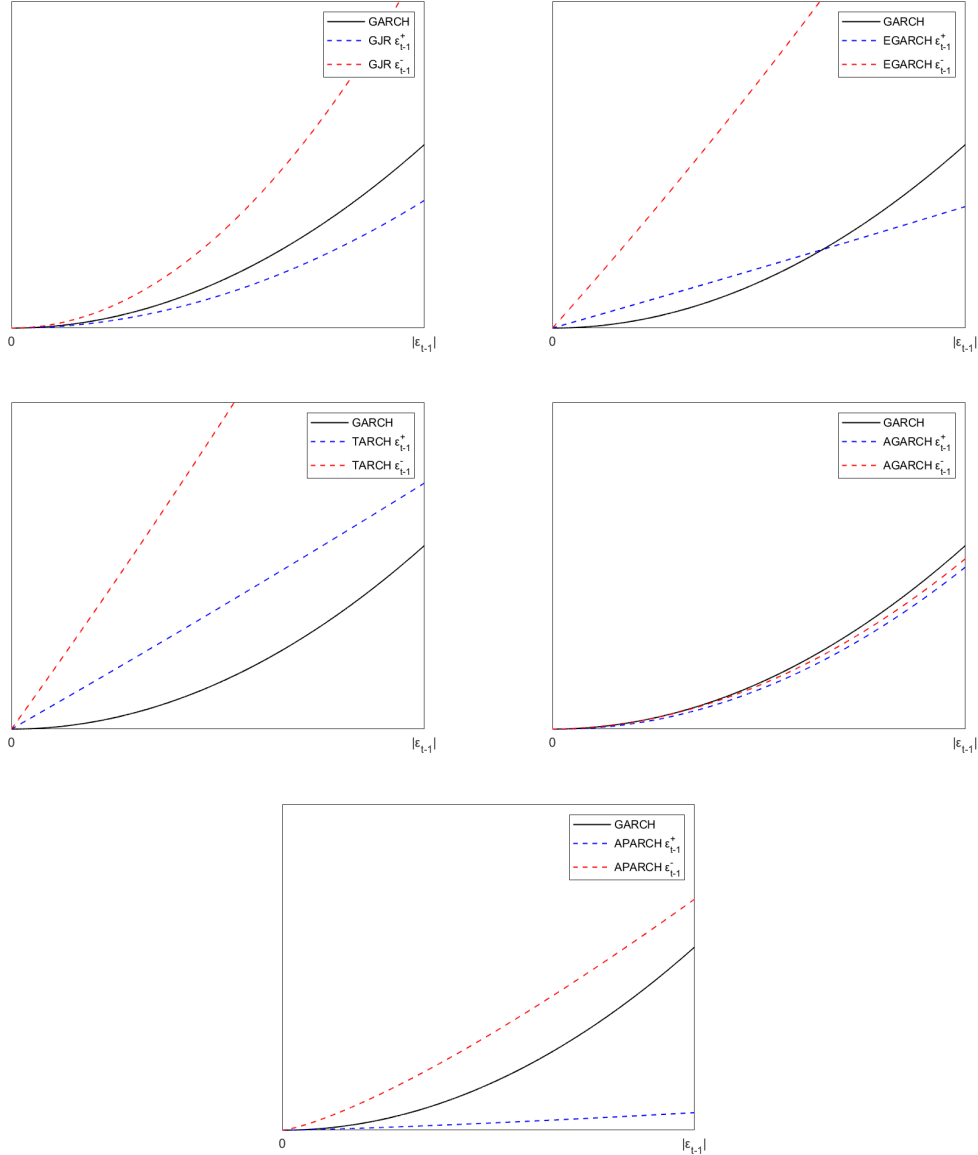 GARCH
GJR ε⁺ₜ₋₁
GJR ε⁻ₜ₋₁
0
|εₜ₋₁|
GARCH
EGARCH ε⁺ₜ₋₁
EGARCH ε⁻ₜ₋₁
0
|εₜ₋₁|
GARCH
TARCH ε⁺ₜ₋₁
TARCH ε⁻ₜ₋₁
0
|εₜ₋₁|
GARCH
AGARCH ε⁺ₜ₋₁
AGARCH ε⁻ₜ₋₁
0
|εₜ₋₁|
GARCH
APARCH ε⁺ₜ₋₁
APARCH ε⁻ₜ₋₁
0
|εₜ₋₁|